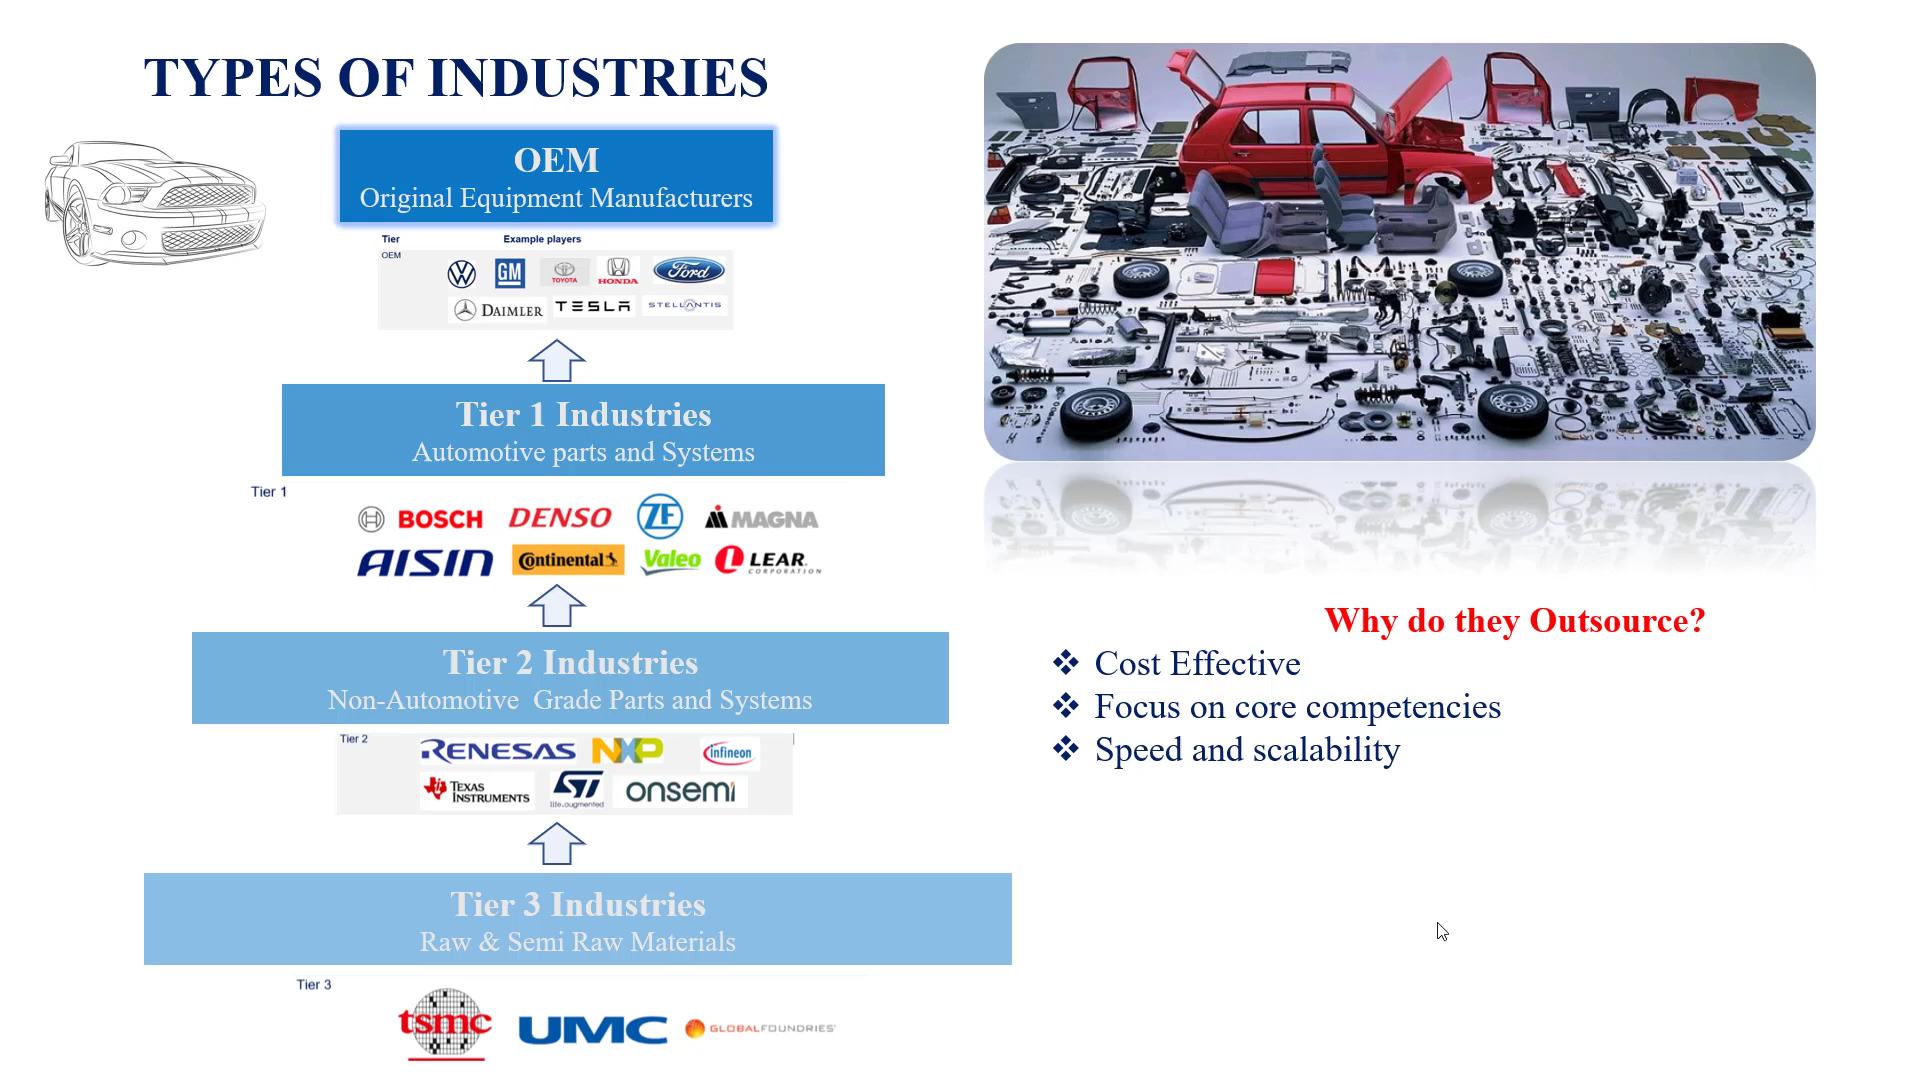 TYPES OF INDUSTRIES
OEM
Original Equipment Manufacturers
Tier
Example players
OEM
GM
TOYOTA
HONDA
Ford
DAIMLER
TESLA
STELLANTIS
Tier 1 Industries
Automotive parts and Systems
Tier 1
BOSCH
DENSO
ZF
MAGNA
AISIN
Continental
Valeo
LEAR
CORPORATION
Tier 2 Industries
Non-Automotive  Grade Parts and Systems
Tier 2
RENESAS
NXP
infineon
TEXAS
INSTRUMENTS
ST
life.augmented
onsemi
Tier 3 Industries
Raw & Semi Raw Materials
Tier 3
tsmc
UMC
GLOBALFOUNDRIES
Why do they Outsource?
❖ Cost Effective
❖ Focus on core competencies
❖ Speed and scalability